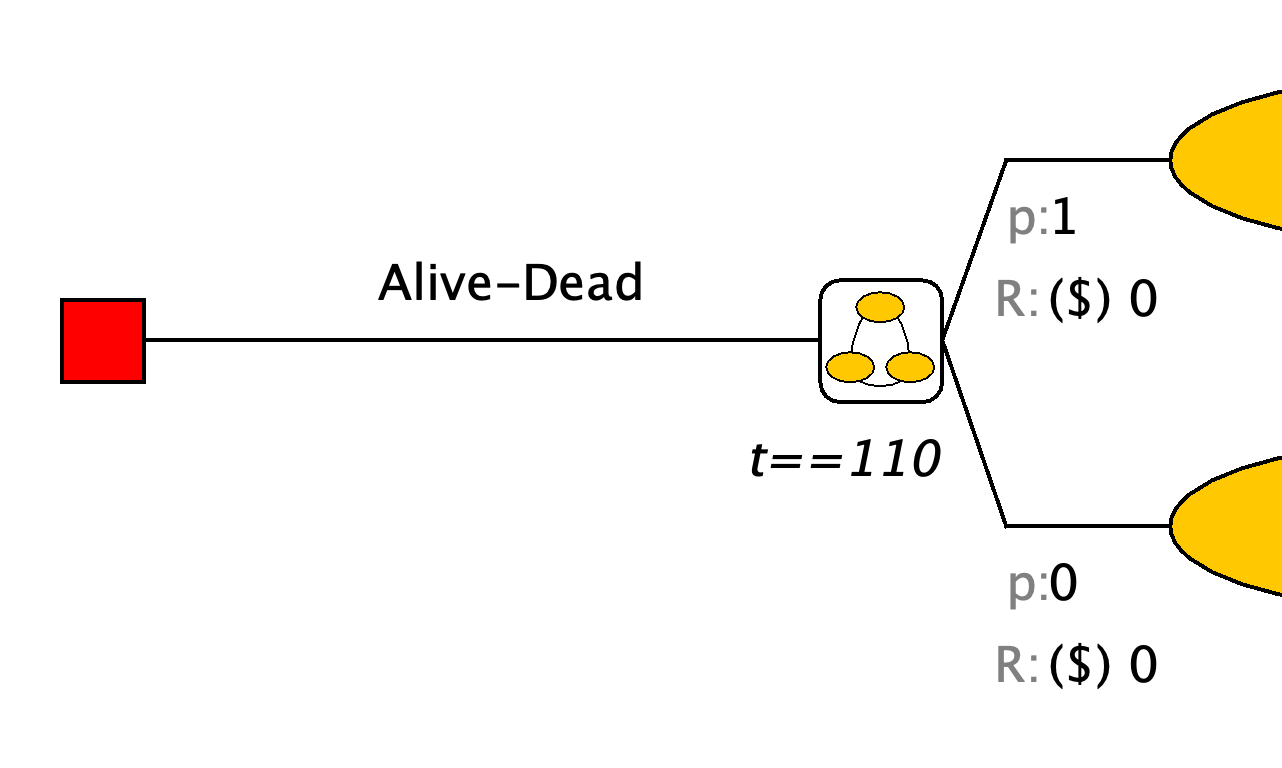 Alive-Dead
p:1
R: ($) 0
t==110
p:0
R: ($) 0